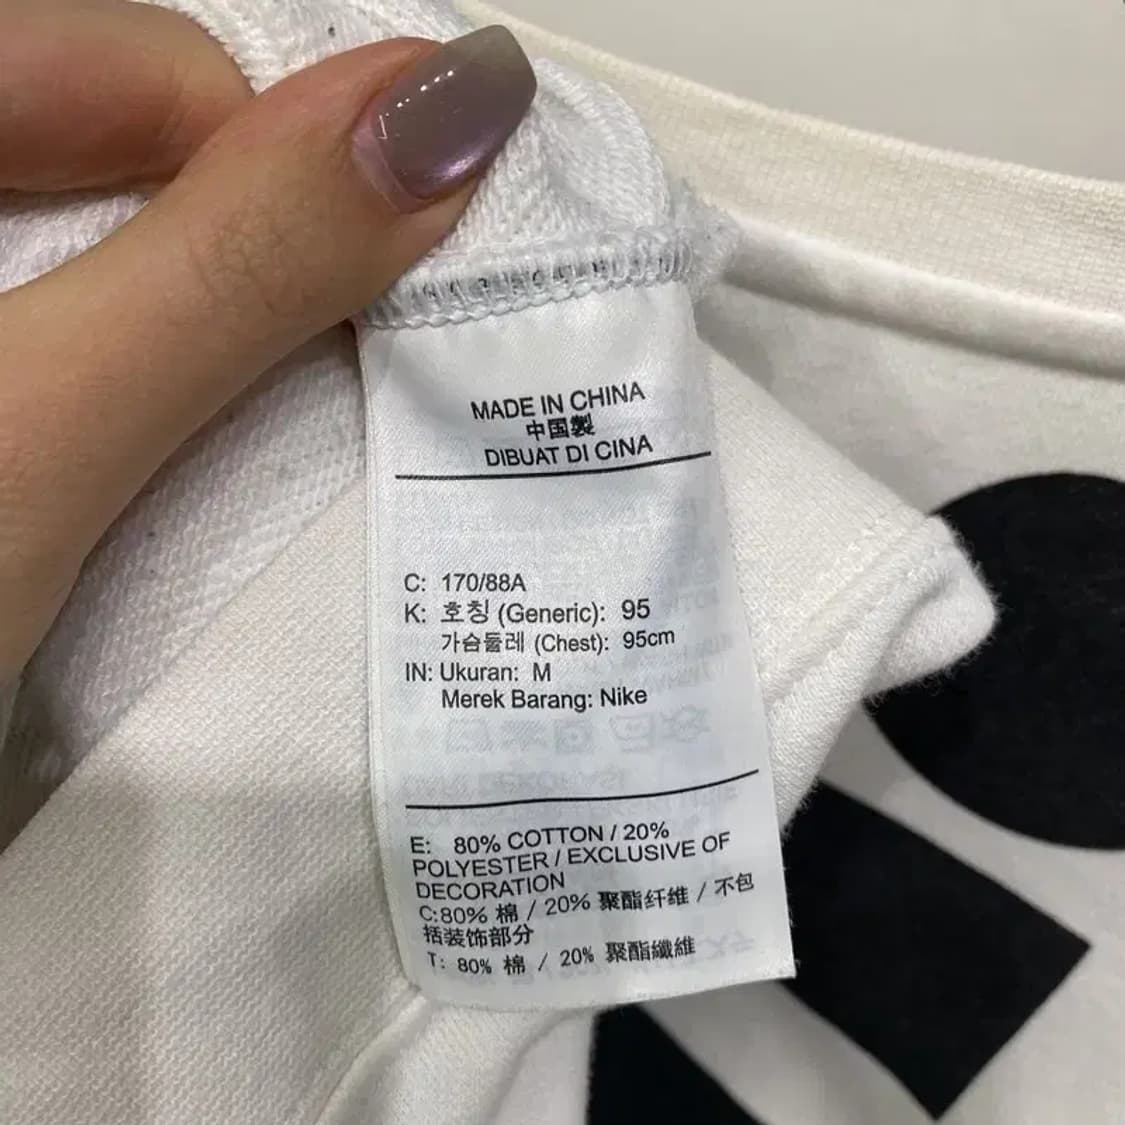 MADE IN CHINA
中国製
DIBUAT DI CINA
C: 170/88A
K: 호칭 (Generic): 95
가슴둘레 (Chest): 95cm
IN: Ukuran: M
Merek Barang: Nike
E: 80% COTTON / 20%
POLYESTER / EXCLUSIVE OF
DECORATION
C:80% 棉 / 20% 聚酯纤维 / 不包
括装饰部分
T: 80% 棉 / 20% 聚酯纖維